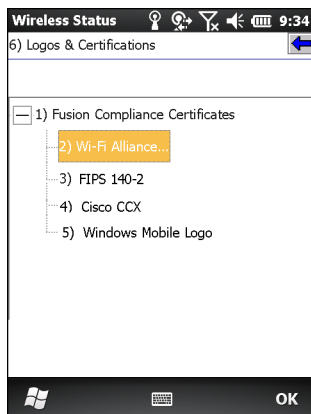 Wireless Status 9:34
6) Logos & Certifications
1) Fusion Compliance Certificates
2) Wi-Fi Alliance...
3) FIPS 140-2
4) Cisco CCX
5) Windows Mobile Logo
OK